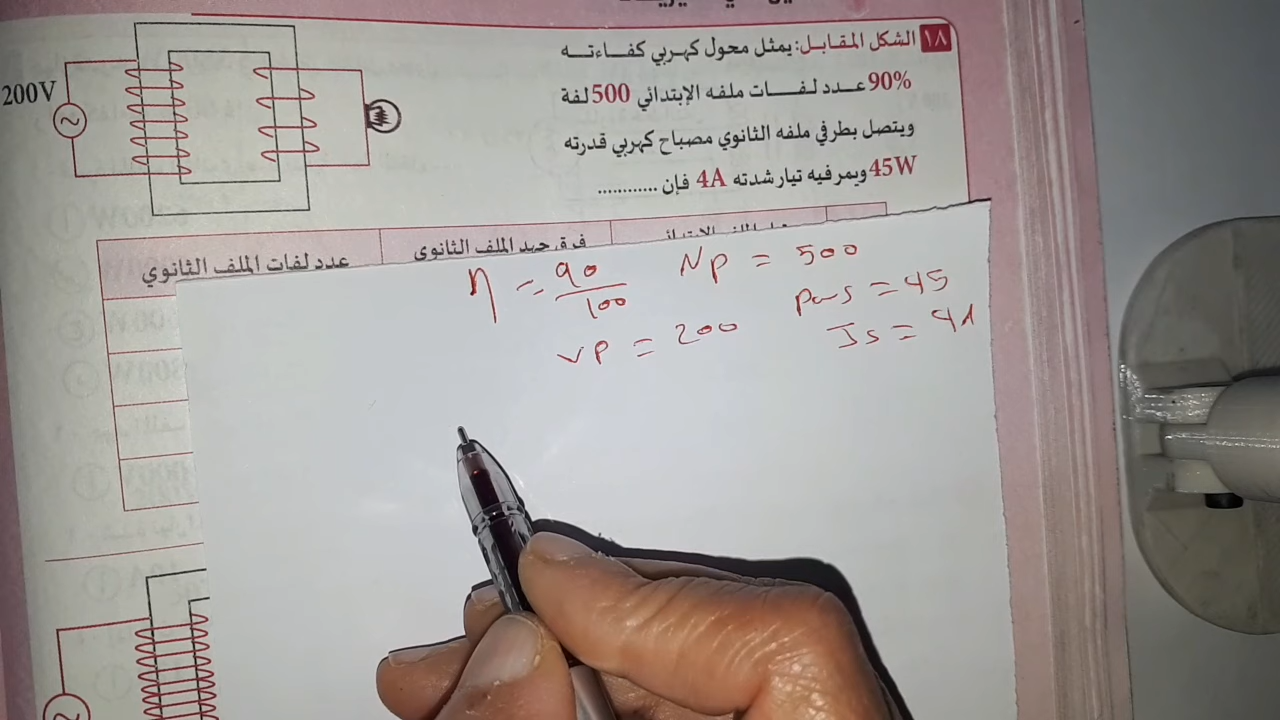 ١٨ الشكل المقابل: يمثل محول كهربي كفاءته
90% عدد لفات ملفه الإبتدائي 500 لفة
ويتصل بطرفي ملفه الثانوي مصباح كهربي قدرته
45W ويمر فيه تيار شدته 4A فإن ............
200V
فرق جهد الملف الثانوي
عدد لفات الملف الثانوي
η = 90/100
Np = 500
Pws = 45
Vp = 200
Is = 4A